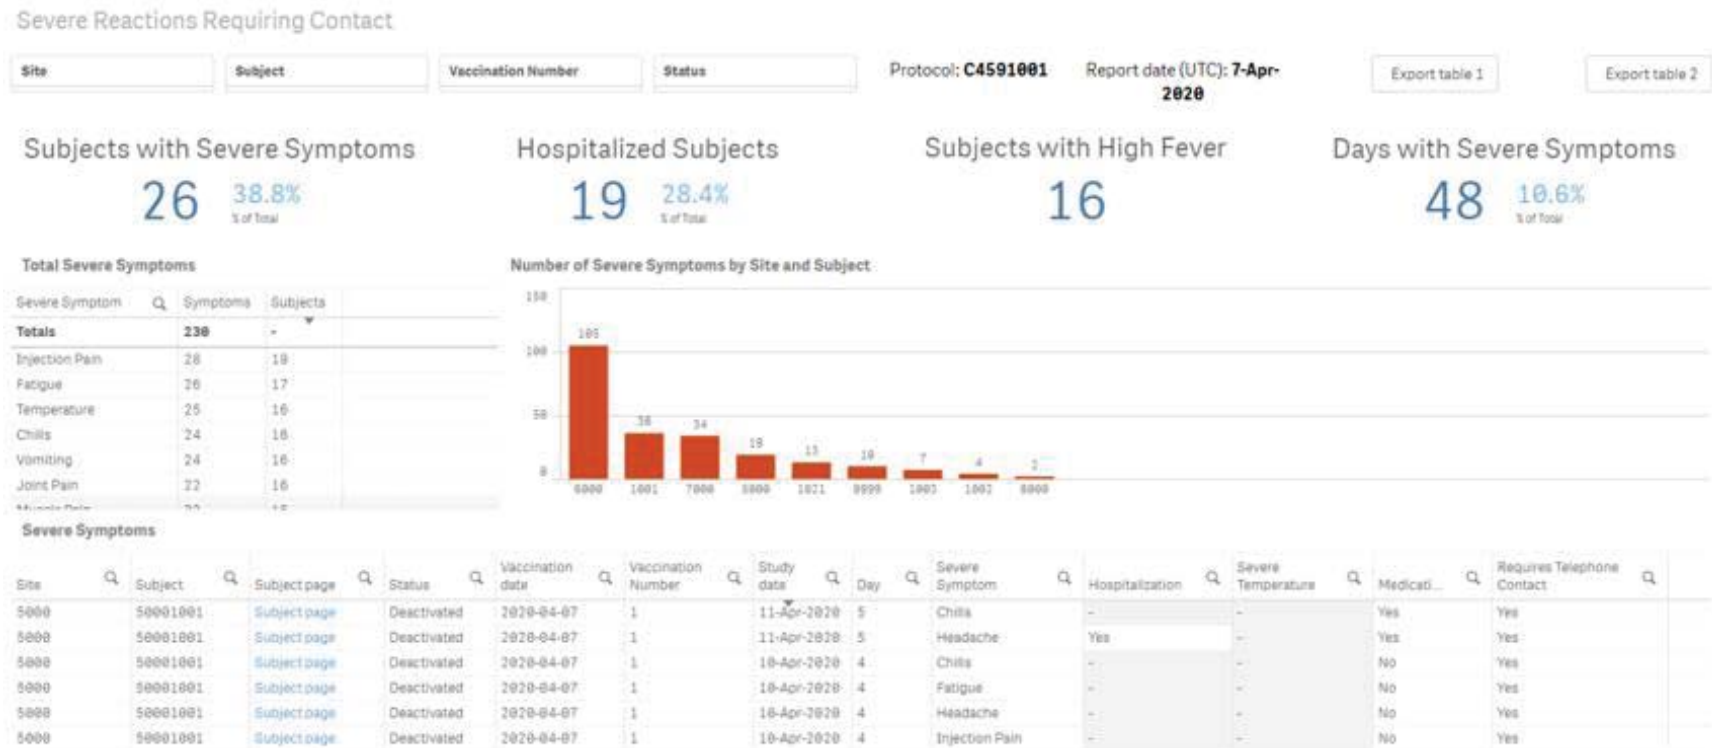 Severe Reactions Requiring Contact
Site Subject Vaccination Number Status Protocol: C4591001 Report date (UTC): 7-Apr-
2020 Export table 1 Export table 2
Subjects with Severe Symptoms Hospitalized Subjects Subjects with High Fever Days with Severe Symptoms
26 38.8% 19 28.4% 16 48 10.6%
% of Total % of Total % of Total
Total Severe Symptoms
Severe Symptom Symptoms Subjects
Totals 230 -
Injection Pain 28 19
Fatigue 26 17
Temperature 25 16
Chills 24 16
Vomiting 24 16
Joint Pain 22 16
Number of Severe Symptoms by Site and Subject
150
100
50
0
105 36 34 19 13 10 7 4 2
1001 7000 1021 9999 1003 1002
Severe Symptoms
Site Subject Subject page Status Vaccination date Vaccination Number Study date Day Severe Symptom Hospitalization Severe Temperature Medicati... Requires Telephone Contact
5000 50001001 Subject page Deactivated 2020-04-07 1 11-Apr-2020 5 Chills - - Yes Yes
5000 50001001 Subject page Deactivated 2020-04-07 1 11-Apr-2020 5 Headache Yes - Yes Yes
5000 50001001 Subject page Deactivated 2020-04-07 1 10-Apr-2020 4 Chills - - No Yes
5000 50001001 Subject page Deactivated 2020-04-07 1 10-Apr-2020 4 Fatigue - - No Yes
5000 50001001 Subject page Deactivated 2020-04-07 1 10-Apr-2020 4 Headache - - No Yes
5000 50001001 Subject page Deactivated 2020-04-07 1 10-Apr-2020 4 Injection Pain - - No Yes